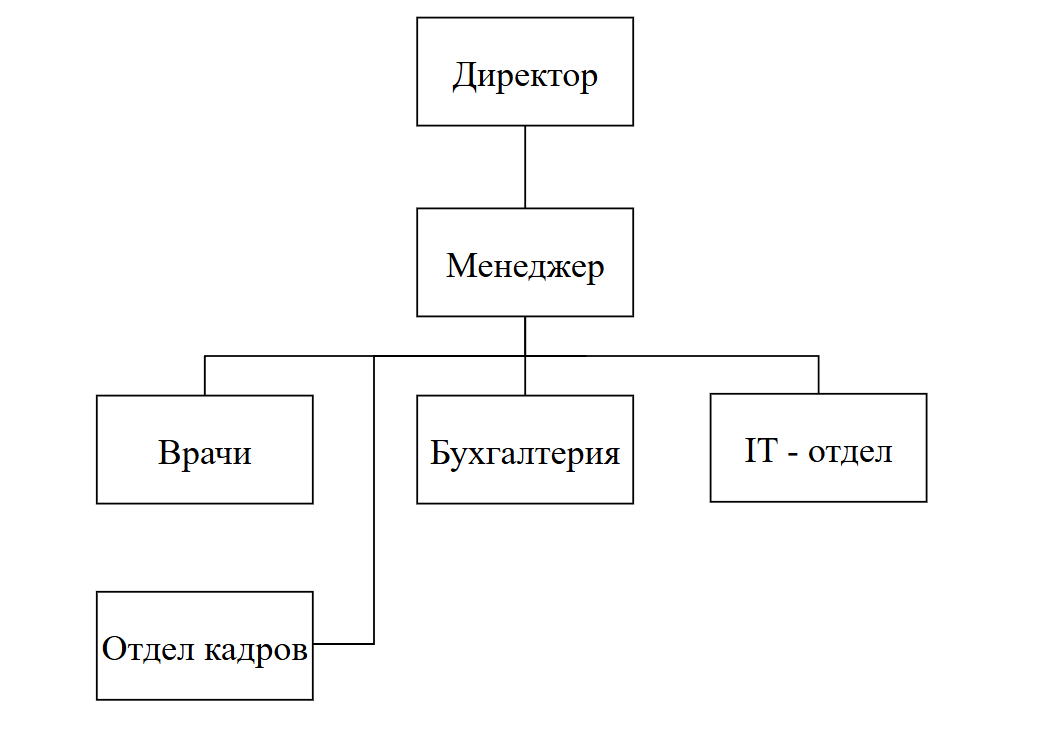 Директор
Менеджер
Врачи
Бухгалтерия
IT - отдел
Отдел кадров